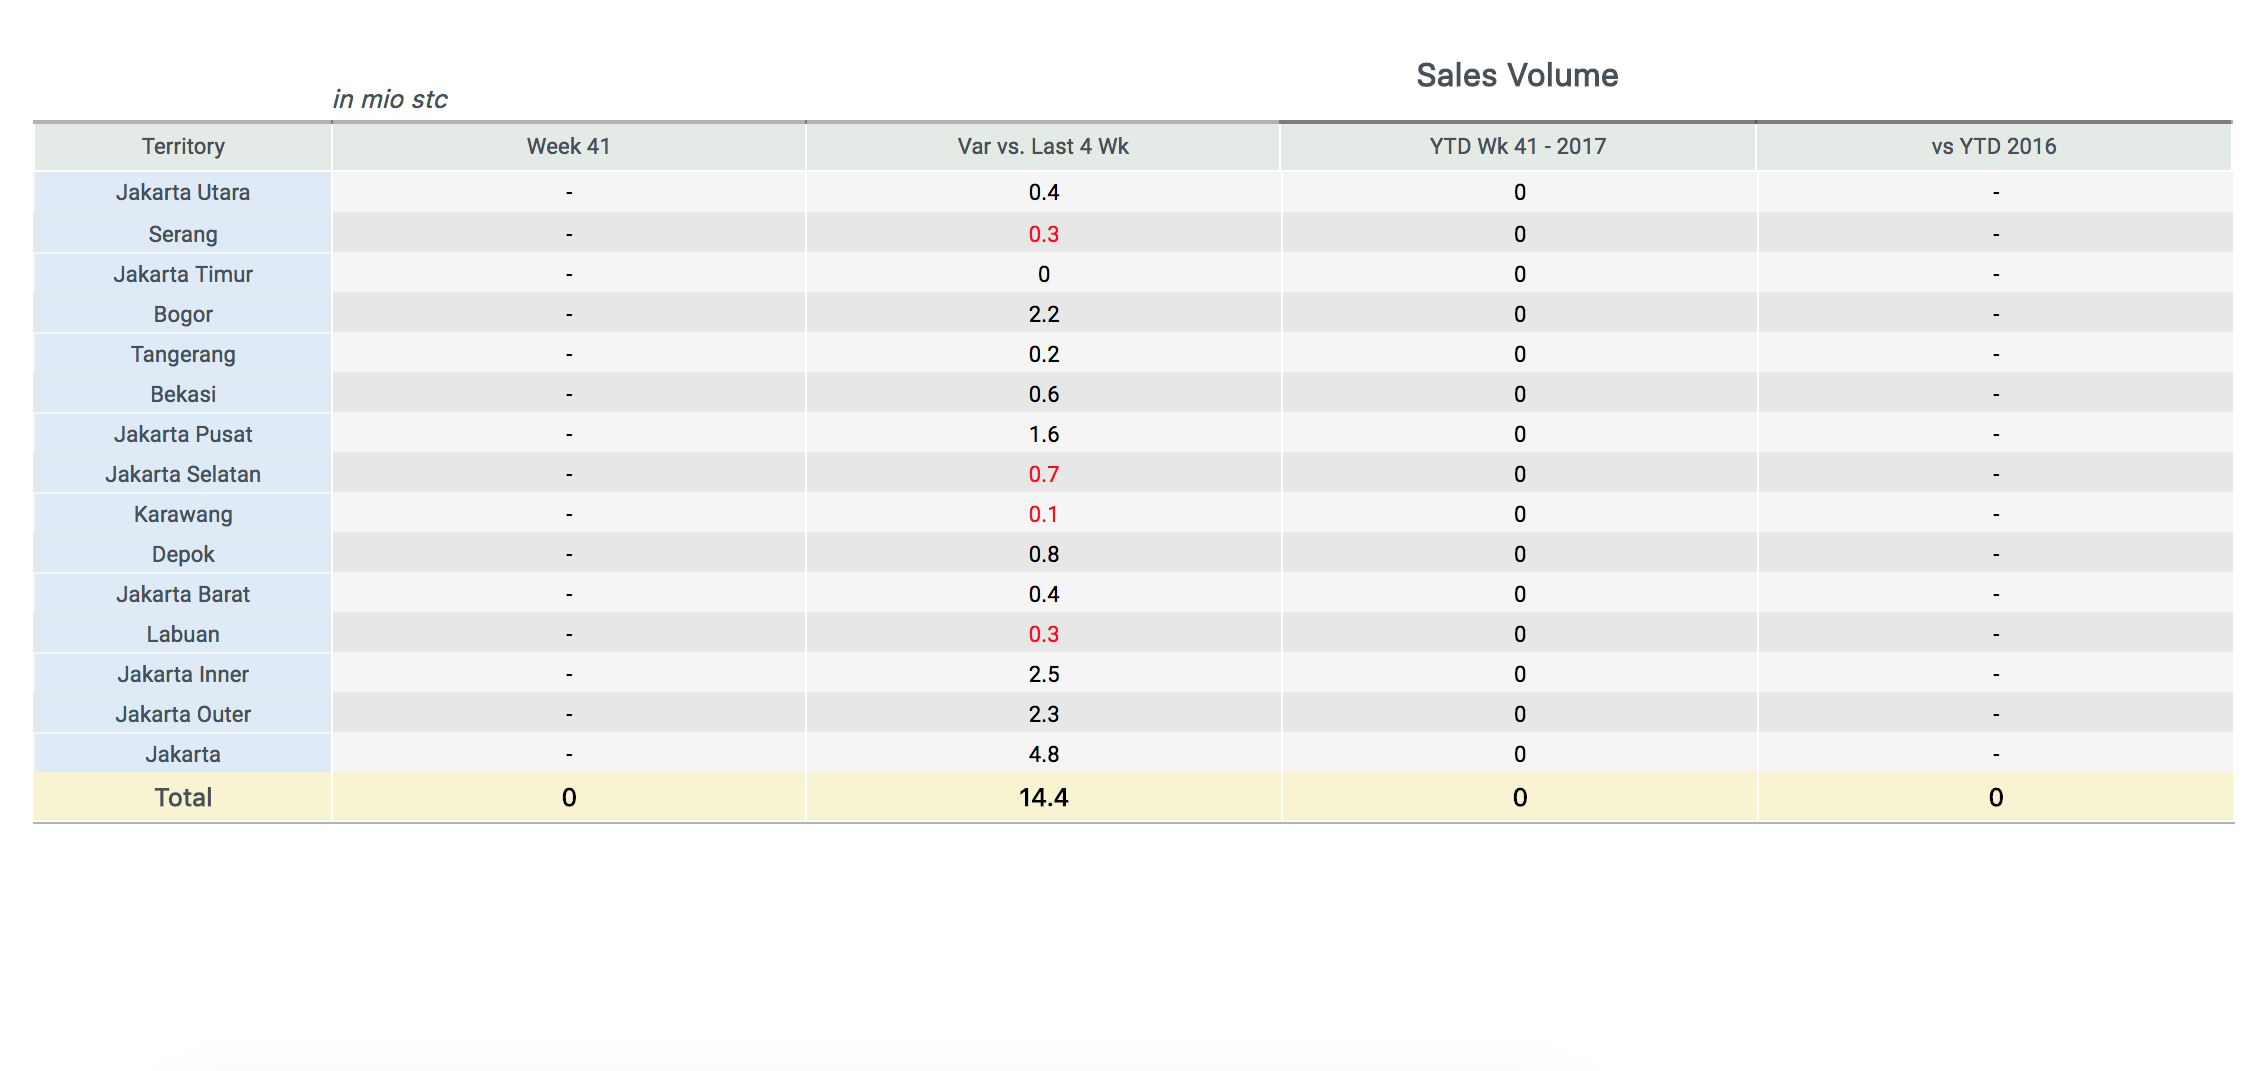 Sales Volume
in mio stc
Territory Week 41 Var vs. Last 4 Wk YTD Wk 41 - 2017 vs YTD 2016
Jakarta Utara - 0.4 0 -
Serang - 0.3 0 -
Jakarta Timur - 0 0 -
Bogor - 2.2 0 -
Tangerang - 0.2 0 -
Bekasi - 0.6 0 -
Jakarta Pusat - 1.6 0 -
Jakarta Selatan - 0.7 0 -
Karawang - 0.1 0 -
Depok - 0.8 0 -
Jakarta Barat - 0.4 0 -
Labuan - 0.3 0 -
Jakarta Inner - 2.5 0 -
Jakarta Outer - 2.3 0 -
Jakarta - 4.8 0 -
Total 0 14.4 0 0